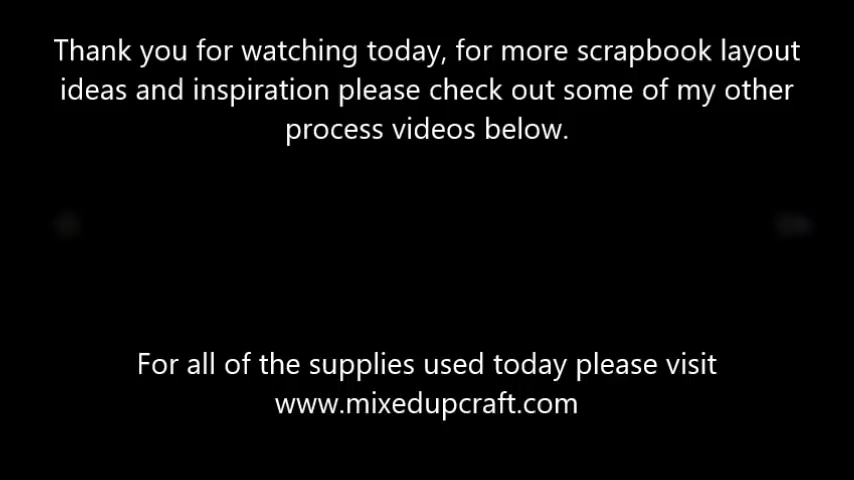 Thank you for watching today, for more scrapbook layout
ideas and inspiration please check out some of my other
process videos below.
For all of the supplies used today please visit
www.mixedupcraft.com